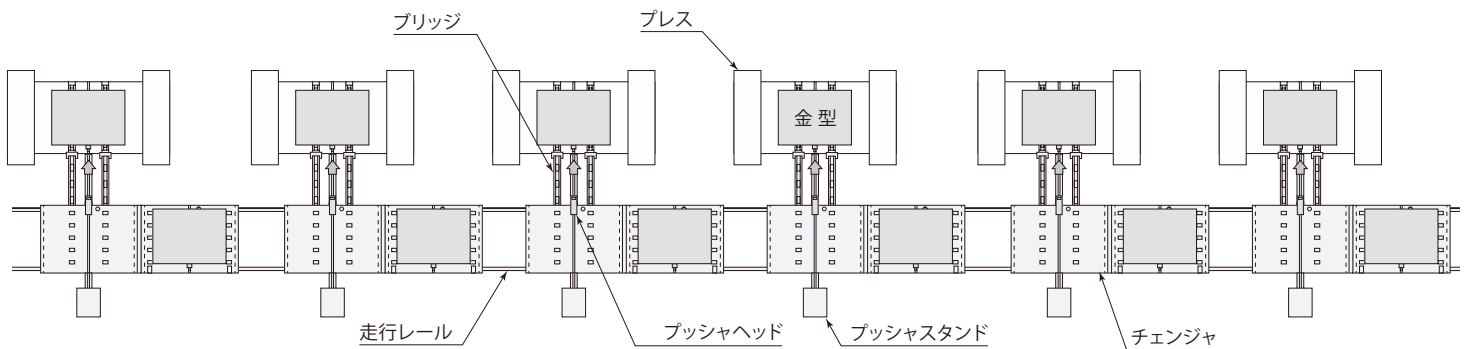 ブリッジ
プレス
金型
走行レール
プッシャヘッド
プッシャスタンド
チェンジャ